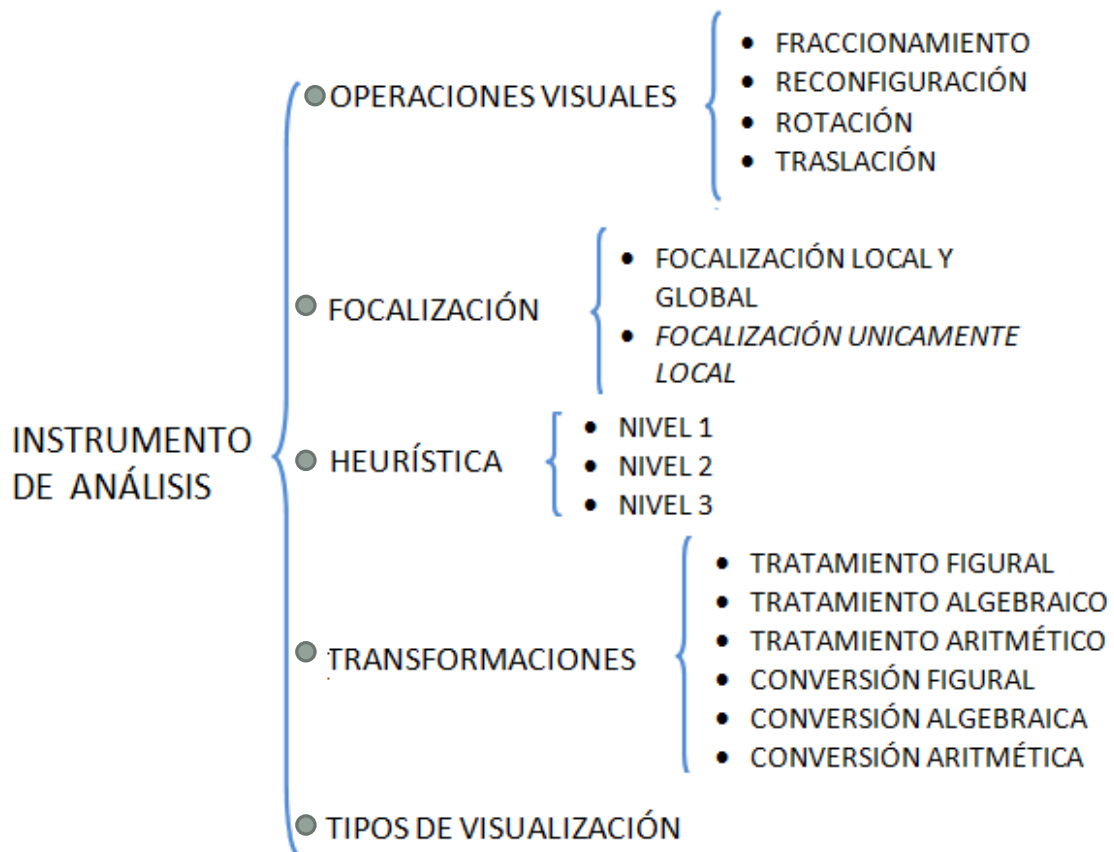 INSTRUMENTO
DE ANÁLISIS
OPERACIONES VISUALES
• FRACCIONAMIENTO
• RECONFIGURACIÓN
• ROTACIÓN
• TRASLACIÓN
FOCALIZACIÓN
• FOCALIZACIÓN LOCAL Y
GLOBAL
• FOCALIZACIÓN UNICAMENTE
LOCAL
HEURÍSTICA
• NIVEL 1
• NIVEL 2
• NIVEL 3
TRANSFORMACIONES
• TRATAMIENTO FIGURAL
• TRATAMIENTO ALGEBRAICO
• TRATAMIENTO ARITMÉTICO
• CONVERSIÓN FIGURAL
• CONVERSIÓN ALGEBRAICA
• CONVERSIÓN ARITMÉTICA
TIPOS DE VISUALIZACIÓN